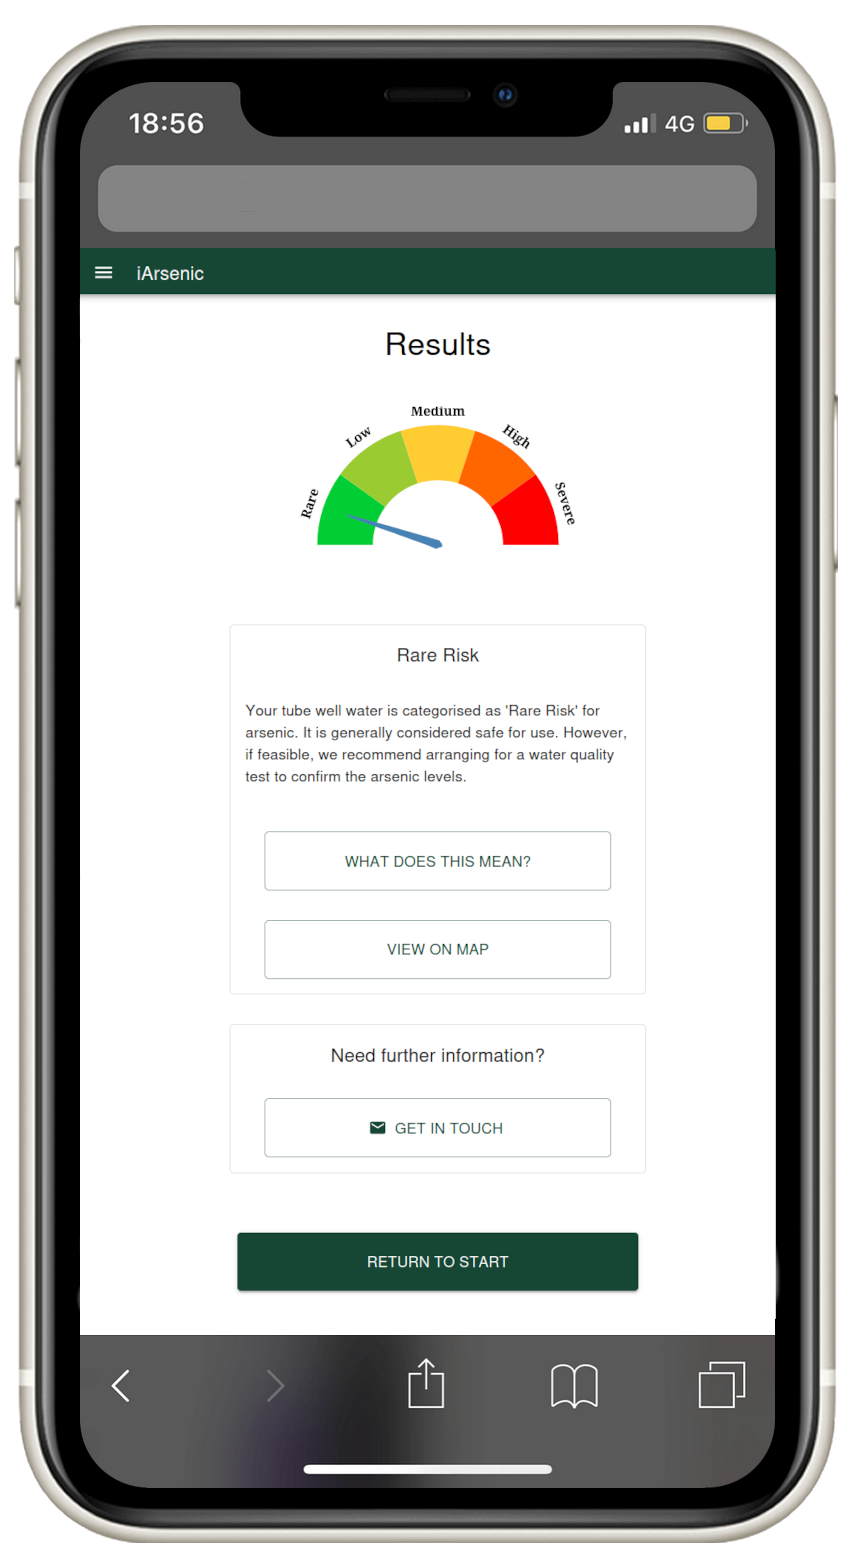 18:56
4G
iArsenic
Results
Medium
Low
High
Rare
Severe
Rare Risk
Your tube well water is categorised as 'Rare Risk' for
arsenic. It is generally considered safe for use. However,
if feasible, we recommend arranging for a water quality
test to confirm the arsenic levels.
WHAT DOES THIS MEAN?
VIEW ON MAP
Need further information?
GET IN TOUCH
RETURN TO START